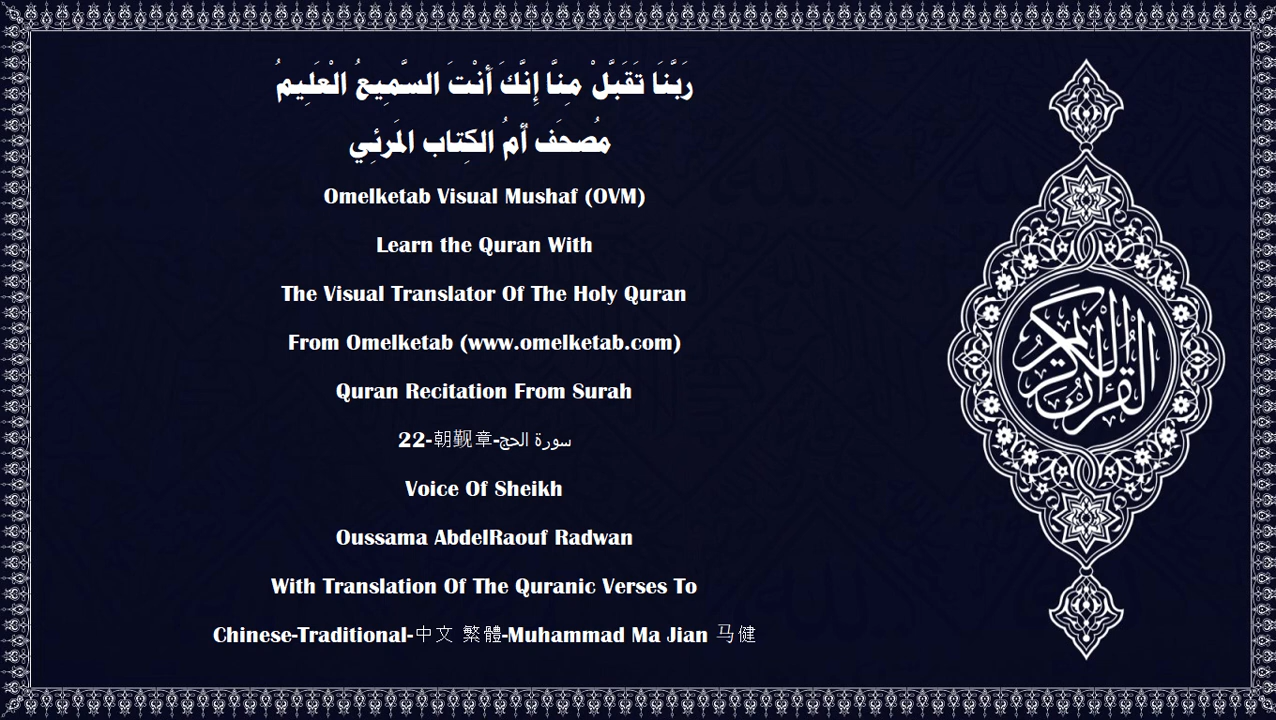 رَبَّنَا تَقَبَّلْ مِنَّا إِنَّكَ أَنْتَ السَّمِيعُ الْعَلِيمُ
مُصحَف أمُ الكِتاب المَرئِي
Omelketab Visual Mushaf (OVM)
Learn the Quran With
The Visual Translator Of The Holy Quran
From Omelketab (www.omelketab.com)
Quran Recitation From Surah
22-朝觐章-سورة الحج
Voice Of Sheikh
Oussama AbdelRaouf Radwan
With Translation Of The Quranic Verses To
Chinese-Traditional-中文 繁體-Muhammad Ma Jian 马健
القرآن الكريم